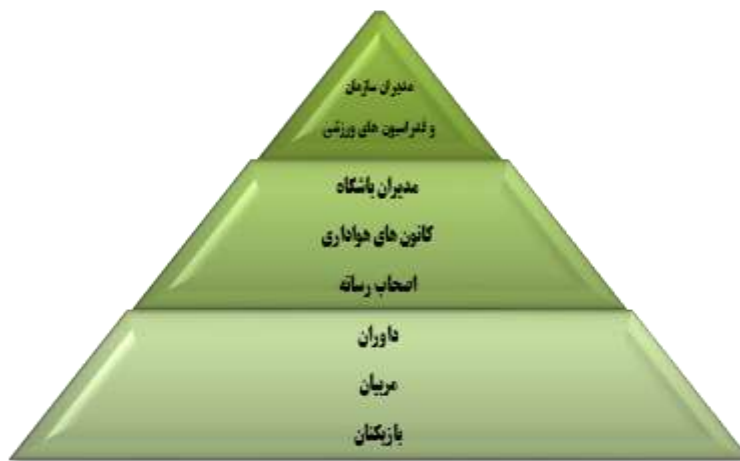 مدیران سازمان
و فدراسیون های ورزشی
مدیران باشگاه
کانون های هواداری
اصحاب رسانه
داوران
مربیان
بازیکنان